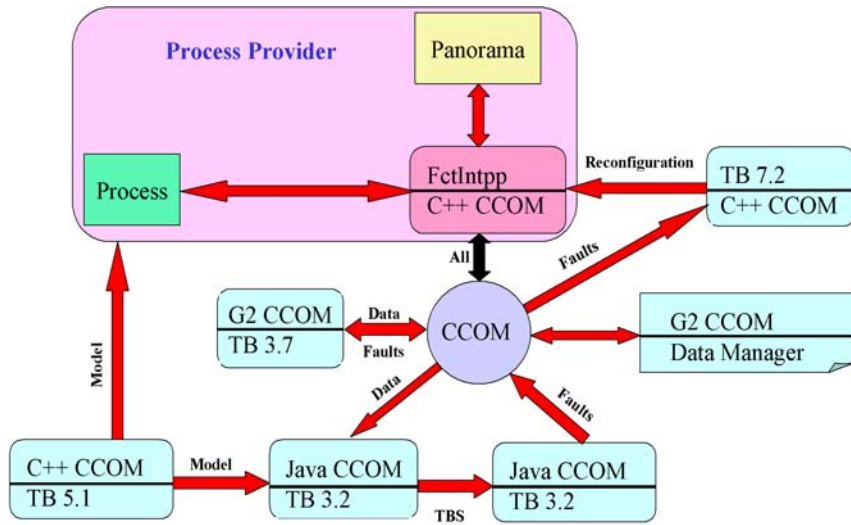 Process Provider
Panorama
Process
FctIntpp
C++ CCOM
Reconfiguration
TB 7.2
C++ CCOM
All
Faults
G2 CCOM
TB 3.7
Data
Faults
CCOM
G2 CCOM
Data Manager
Model
Data
Faults
C++ CCOM
TB 5.1
Model
Java CCOM
TB 3.2
TBS
Java CCOM
TB 3.2